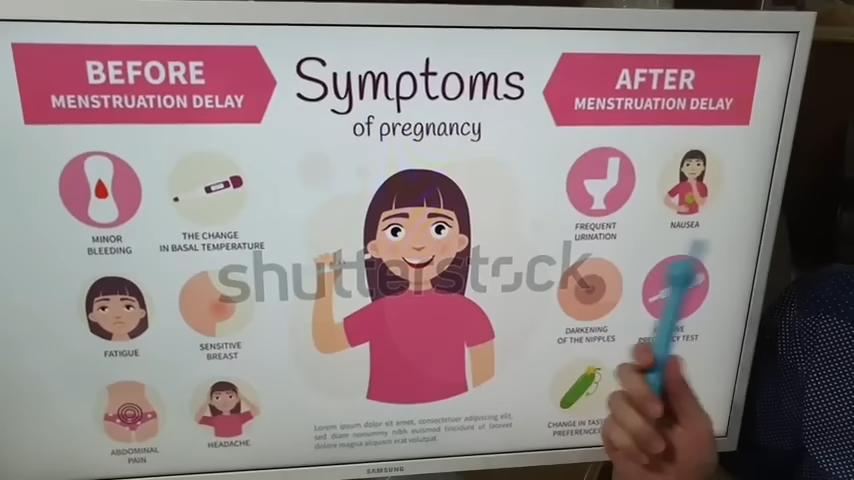 BEFORE
MENSTRUATION DELAY
Symptoms
of pregnancy
AFTER
MENSTRUATION DELAY
MINOR
BLEEDING
THE CHANGE
IN BASAL TEMPERATURE
FREQUENT
URINATION
NAUSEA
shutterstock
FATIGUE
SENSITIVE
BREAST
DARKENING
OF THE NIPPLES
TEST
ABDOMINAL
PAIN
HEADACHE
CHANGE IN
PREFERENCES
Lorem ipsum dolor sit amet, consectetuer adipiscing elit,
sed diam nonummy nibh euismod tincidunt ut laoreet
dolore magna aliquam erat volutpat.
SAMSUNG